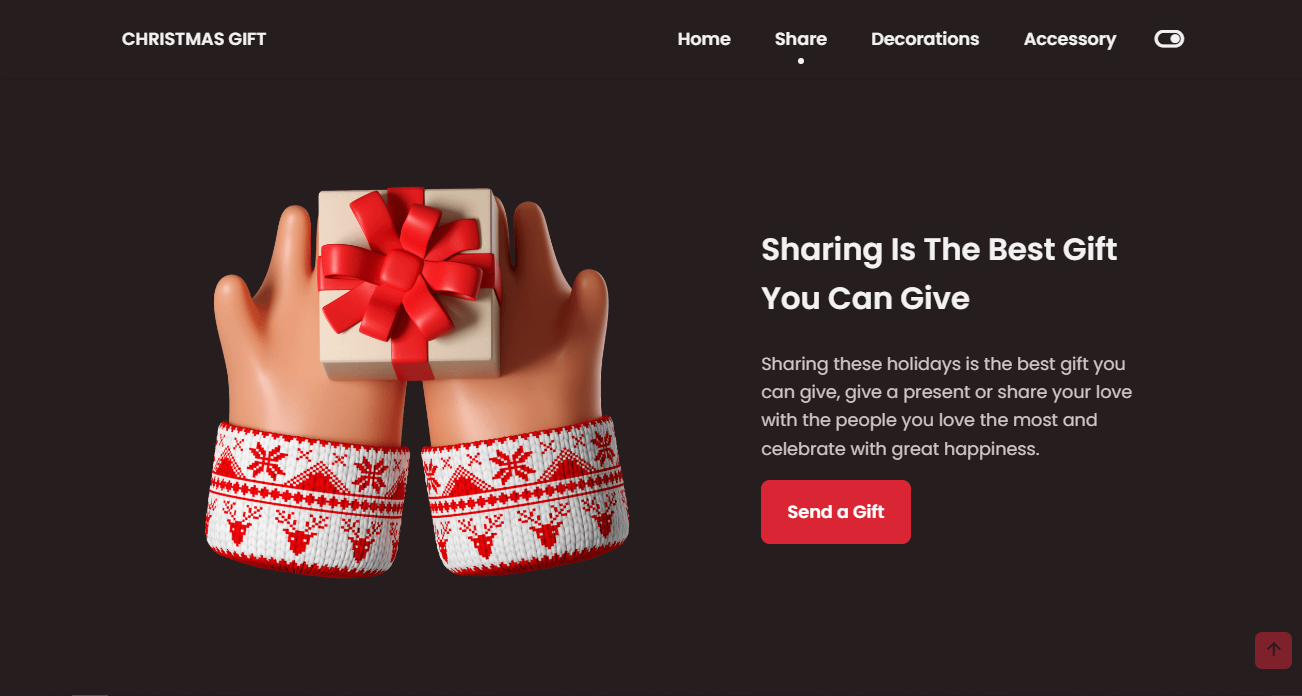 CHRISTMAS GIFT
Home Share Decorations Accessory
Sharing Is The Best Gift
You Can Give
Sharing these holidays is the best gift you
can give, give a present or share your love
with the people you love the most and
celebrate with great happiness.
Send a Gift